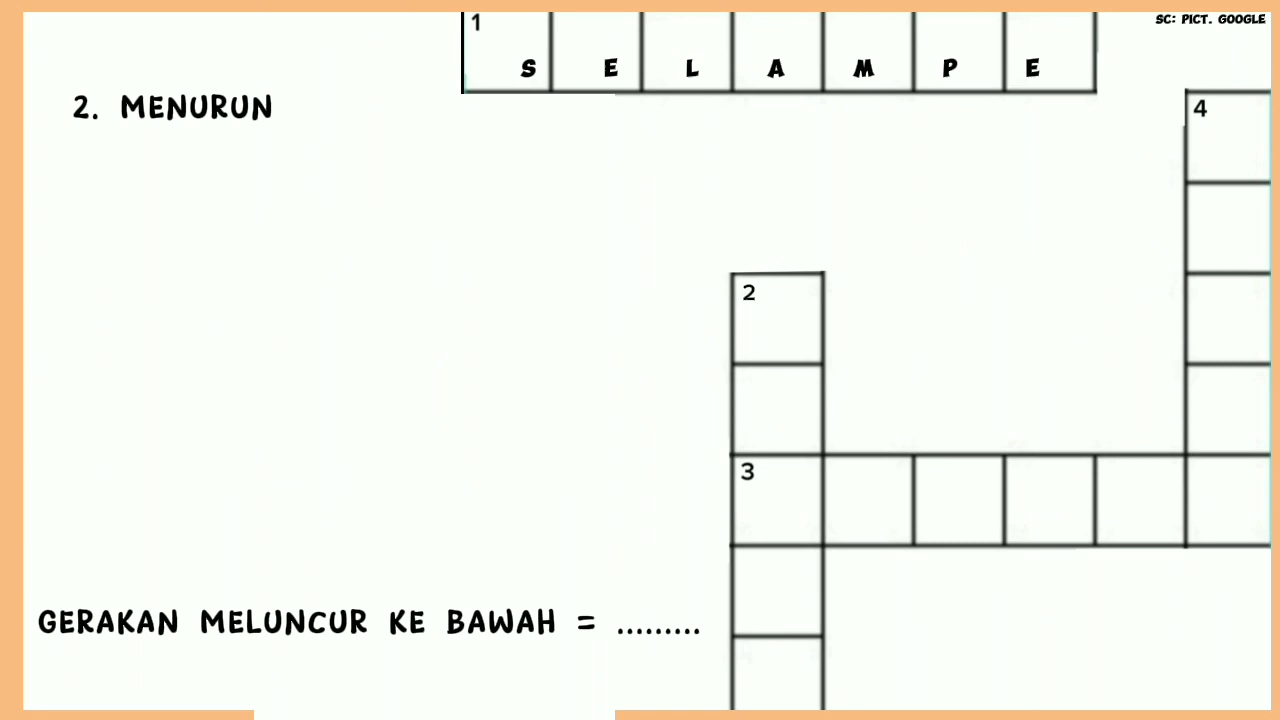 SC: PICT. GOOGLE
1
S E L A M P E
2. MENURUN
4
2
3
GERAKAN MELUNCUR KE BAWAH = .........